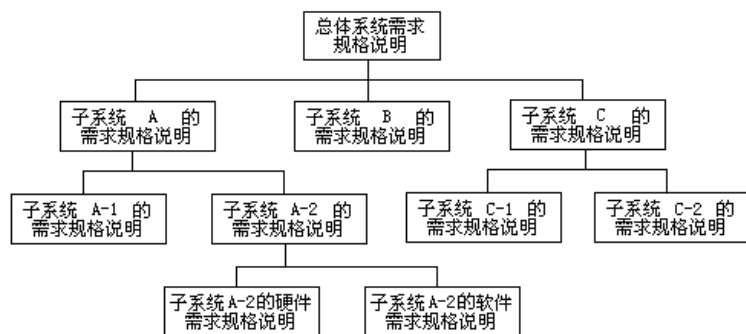 总体系统需求
规格说明
子系统 A 的
需求规格说明
子系统 B 的
需求规格说明
子系统 C 的
需求规格说明
子系统 A-1 的
需求规格说明
子系统 A-2 的
需求规格说明
子系统 C-1 的
需求规格说明
子系统 C-2 的
需求规格说明
子系统A-2的硬件
需求规格说明
子系统A-2的软件
需求规格说明